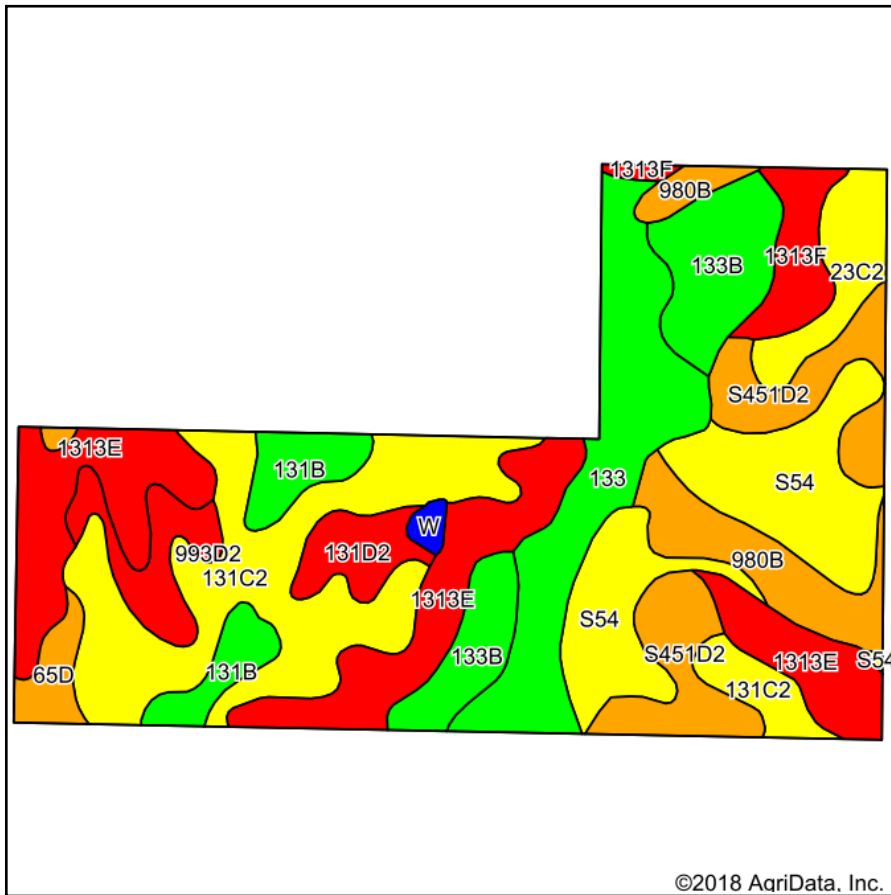 1313F
980B
133B
1313F
23C2
S451D2
1313E
131B
133
S54
W
993D2
131D2
131C2
980B
1313E
S54
133B
S451D2
S54
1313E
65D
131B
131C2
©2018 AgriData, Inc.